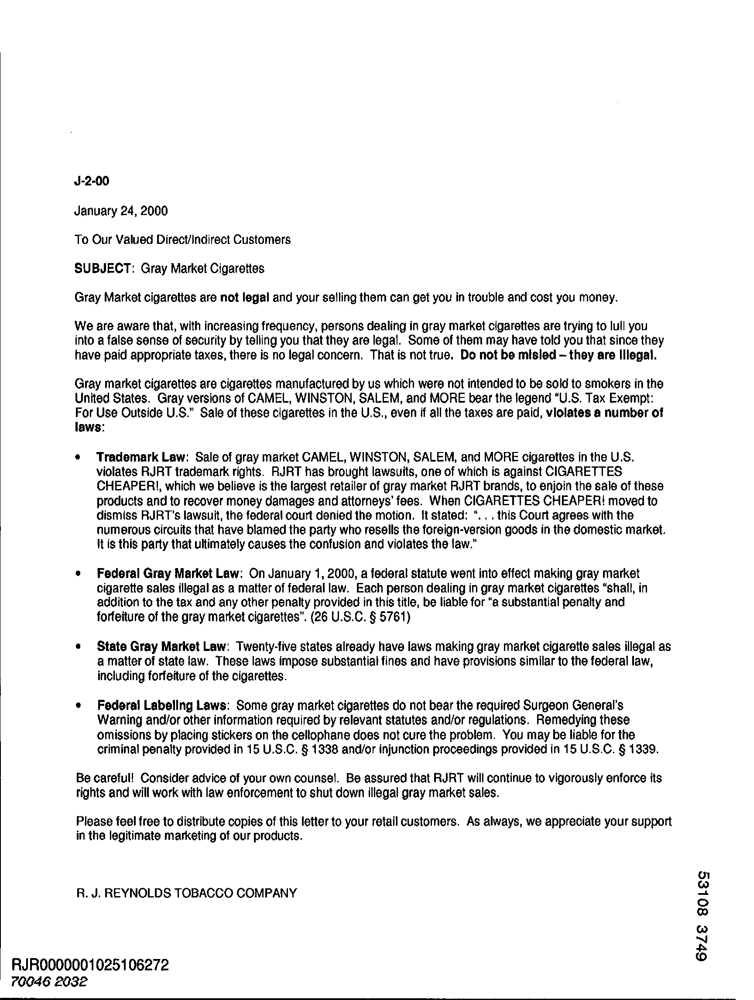 J-2-00
January 24, 2000
To Our Valued Direct/Indirect Customers
SUBJECT: Gray Market Cigarettes
Gray Market cigarettes are not legal and your selling them can get you in trouble and cost you money.
We are aware that, with increasing frequency, persons dealing in gray market cigarettes are trying to lull you
into a false sense of security by telling you that they are legal. Some of them may have told you that since they
have paid appropriate taxes, there is no legal concern. That is not true. Do not be misled – they are illegal.
Gray market cigarettes are cigarettes manufactured by us which were not intended to be sold to smokers in the
United States. Gray versions of CAMEL, WINSTON, SALEM, and MORE bear the legend "U.S. Tax Exempt:
For Use Outside U.S." Sale of these cigarettes in the U.S., even if all the taxes are paid, violates a number of
laws:
• Trademark Law: Sale of gray market CAMEL, WINSTON, SALEM, and MORE cigarettes in the U.S.
violates RJRT trademark rights. RJRT has brought lawsuits, one of which is against CIGARETTES
CHEAPER!, which we believe is the largest retailer of gray market RJRT brands, to enjoin the sale of these
products and to recover money damages and attorneys' fees. When CIGARETTES CHEAPER! moved to
dismiss RJRT's lawsuit, the federal court denied the motion. It stated: ". . . this Court agrees with the
numerous circuits that have blamed the party who resells the foreign-version goods in the domestic market.
It is this party that ultimately causes the confusion and violates the law."
• Federal Gray Market Law: On January 1, 2000, a federal statute went into effect making gray market
cigarette sales illegal as a matter of federal law. Each person dealing in gray market cigarettes "shall, in
addition to the tax and any other penalty provided in this title, be liable for "a substantial penalty and
forfeiture of the gray market cigarettes". (26 U.S.C. § 5761)
• State Gray Market Law: Twenty-five states already have laws making gray market cigarette sales illegal as
a matter of state law. These laws impose substantial fines and have provisions similar to the federal law,
including forfeiture of the cigarettes.
• Federal Labeling Laws: Some gray market cigarettes do not bear the required Surgeon General's
Warning and/or other information required by relevant statutes and/or regulations. Remedying these
omissions by placing stickers on the cellophane does not cure the problem. You may be liable for the
criminal penalty provided in 15 U.S.C. § 1338 and/or injunction proceedings provided in 15 U.S.C. § 1339.
Be careful! Consider advice of your own counsel. Be assured that RJRT will continue to vigorously enforce its
rights and will work with law enforcement to shut down illegal gray market sales.
Please feel free to distribute copies of this letter to your retail customers. As always, we appreciate your support
in the legitimate marketing of our products.
R. J. REYNOLDS TOBACCO COMPANY
53108 3749
RJR0000001025106272
70046 2032